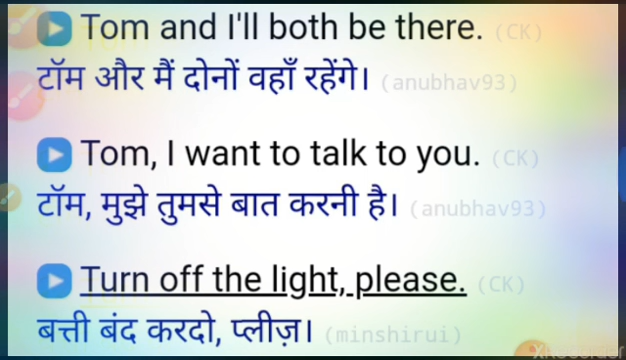 Tom and I'll both be there. (CK)
टॉम और मैं दोनों वहाँ रहेंगे। (anubhav93)
Tom, I want to talk to you. (CK)
टॉम, मुझे तुमसे बात करनी है। (anubhav93)
Turn off the light, please. (CK)
बत्ती बंद करदो, प्लीज़। (minshirui)